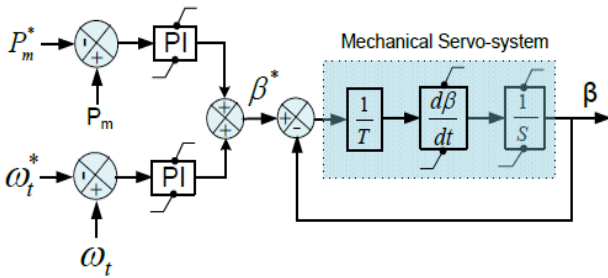 Mechanical Servo-system
P*m
- +
PI
Pm
+ +
β*
+ -
1/T
dβ/dt
1/S
β
ω*t
- +
PI
ωt